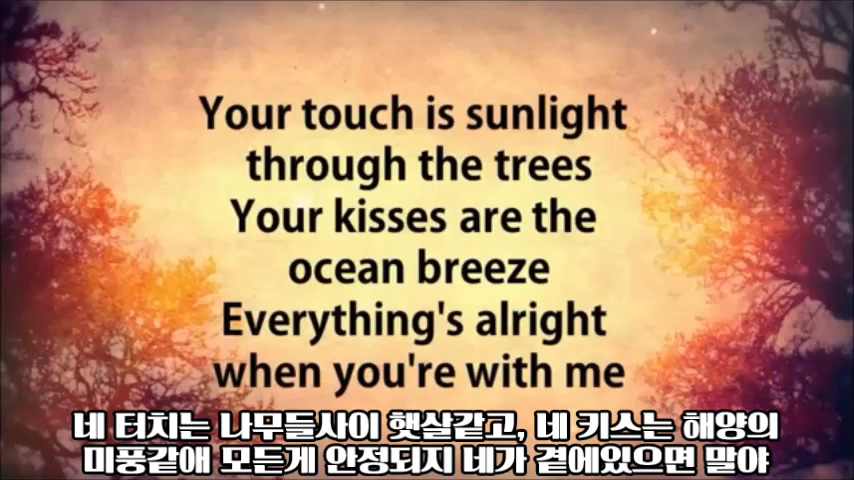 Your touch is sunlight
through the trees
Your kisses are the
ocean breeze
Everything's alright
when you're with me
네 터치는 나무들사이 햇살같고, 네 키스는 해양의
미풍같애 모든게 안정되지 네가 곁에있으면 말야